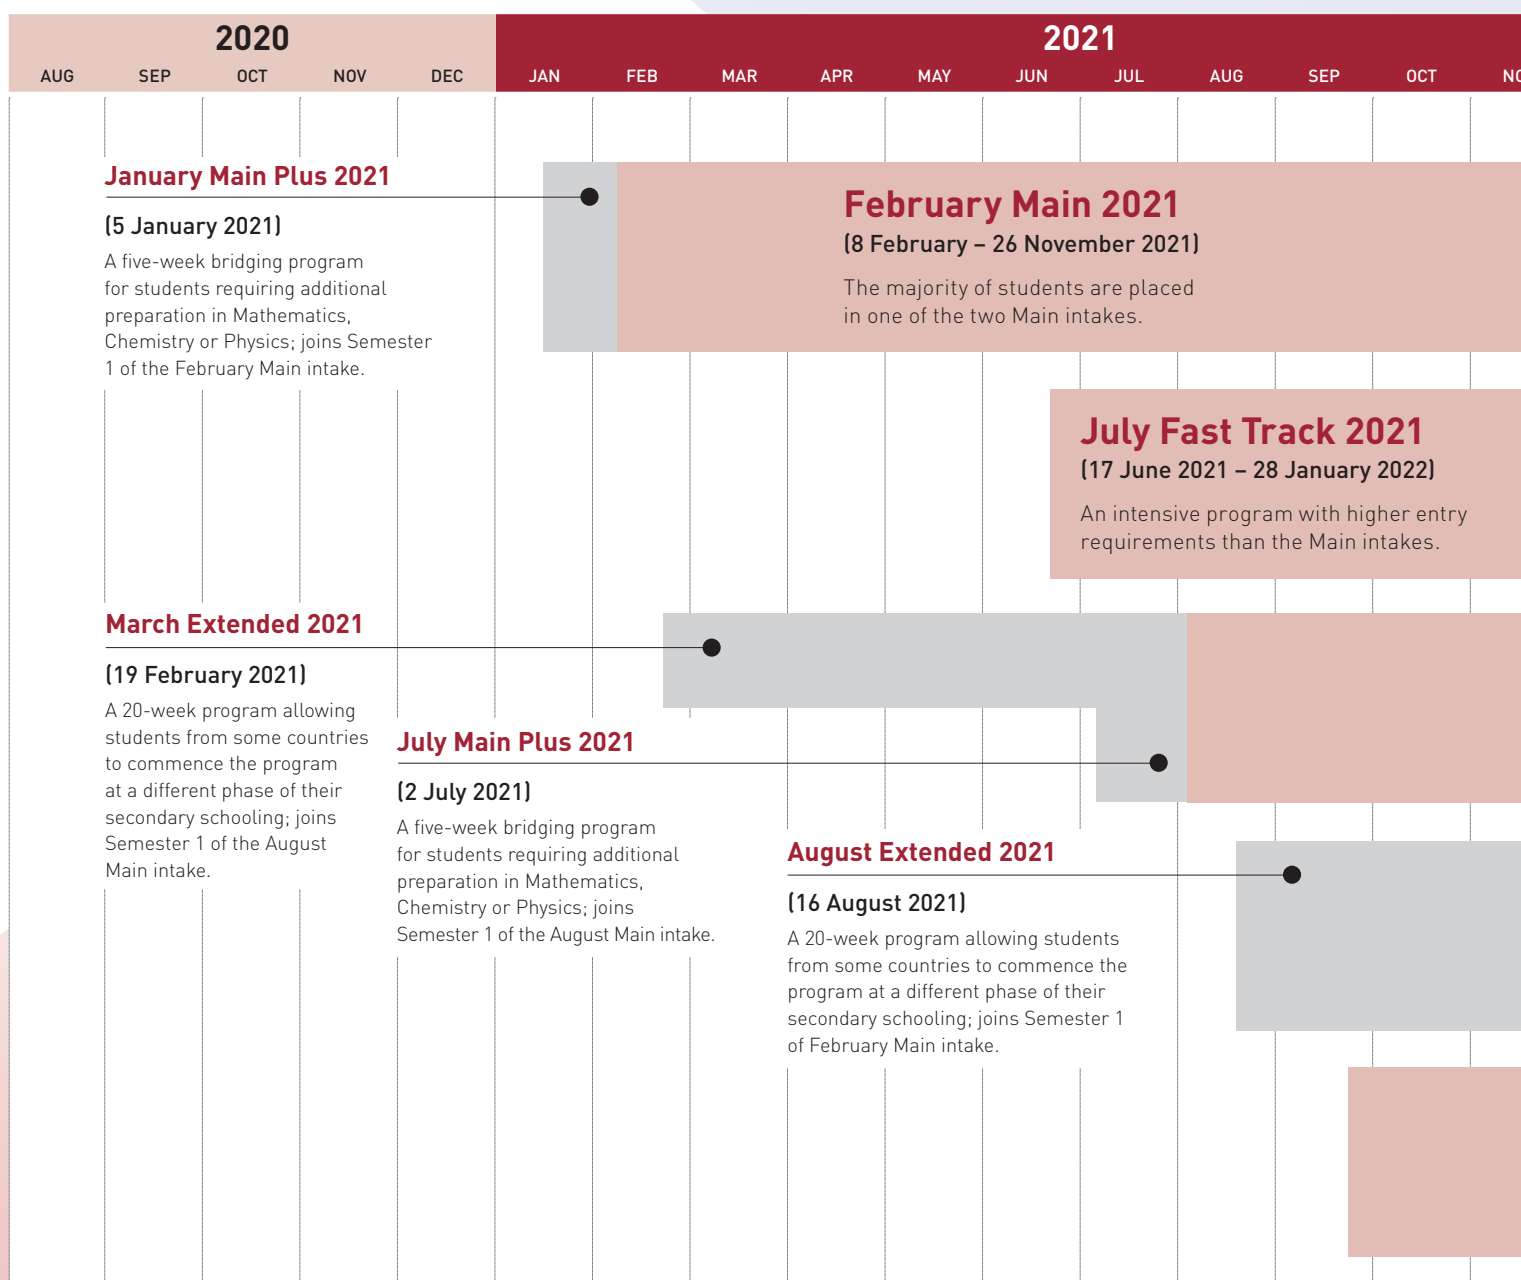 2020
2021
AUG SEP OCT NOV DEC JAN FEB MAR APR MAY JUN JUL AUG SEP OCT
January Main Plus 2021
(5 January 2021)
A five-week bridging program
for students requiring additional
preparation in Mathematics,
Chemistry or Physics; joins Semester
1 of the February Main intake.
February Main 2021
(8 February – 26 November 2021)
The majority of students are placed
in one of the two Main intakes.
July Fast Track 2021
(17 June 2021 – 28 January 2022)
An intensive program with higher entry
requirements than the Main intakes.
March Extended 2021
(19 February 2021)
A 20-week program allowing
students from some countries
to commence the program
at a different phase of their
secondary schooling; joins
Semester 1 of the August
Main intake.
July Main Plus 2021
(2 July 2021)
A five-week bridging program
for students requiring additional
preparation in Mathematics,
Chemistry or Physics; joins
Semester 1 of the August Main intake.
August Extended 2021
(16 August 2021)
A 20-week program allowing students
from some countries to commence the
program at a different phase of their
secondary schooling; joins Semester 1
of February Main intake.